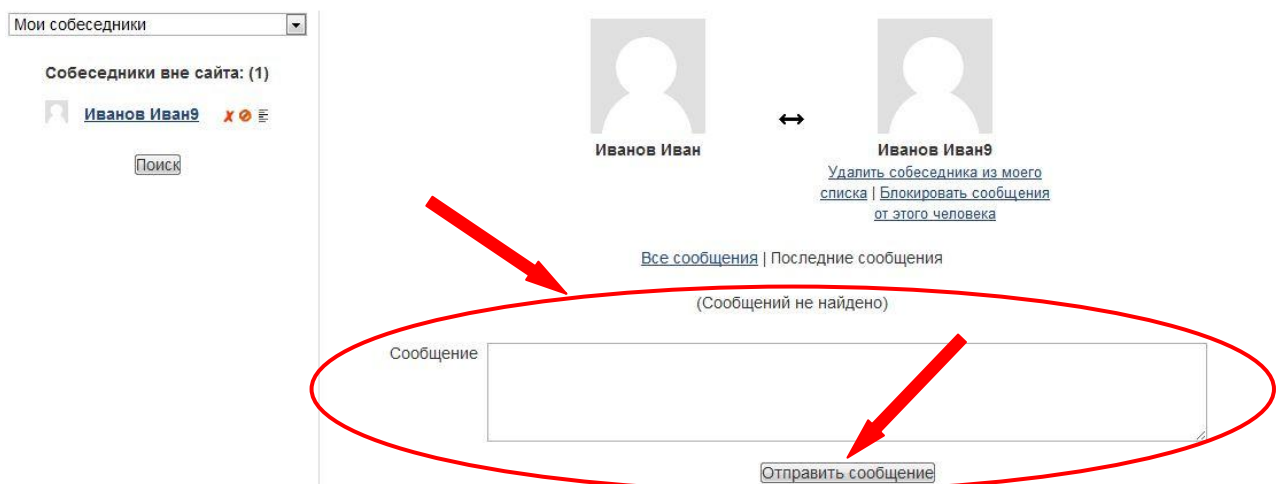 Мои собеседники
Собеседники вне сайта: (1)
Иванов Иван9
Поиск
Иванов Иван
Иванов Иван9
Удалить собеседника из моего
списка | Блокировать сообщения
от этого человека
Все сообщения | Последние сообщения
(Сообщений не найдено)
Сообщение
Отправить сообщение